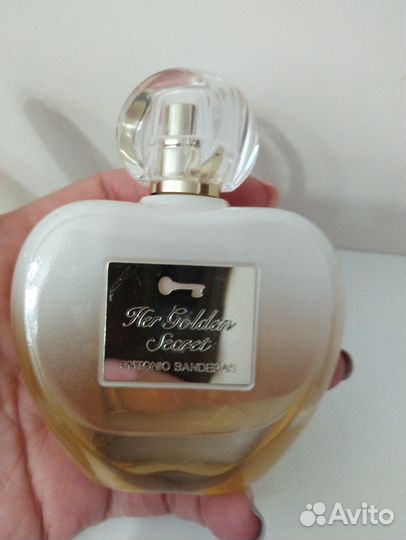 Her Golden
Secret
ANTONIO BANDERAS
Avito